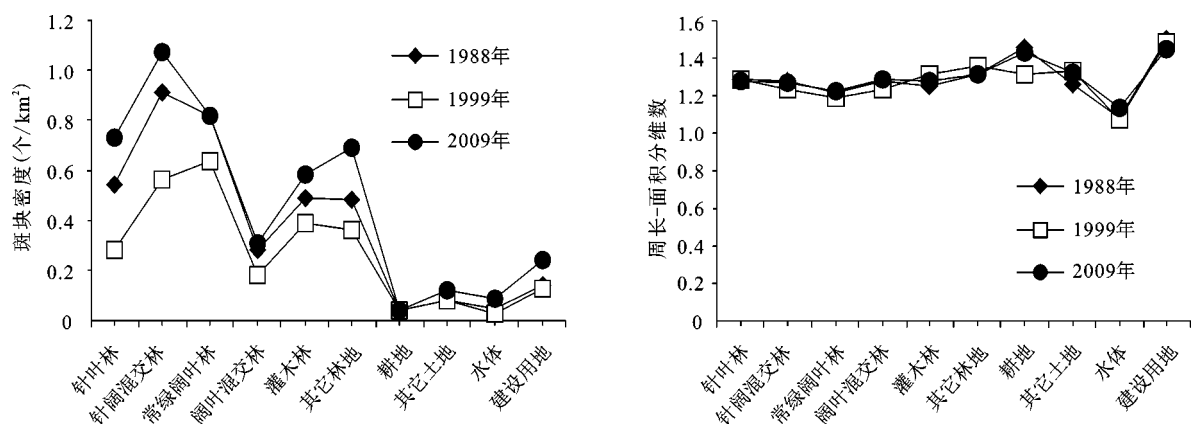 1.2
1.0
0.8
0.6
0.4
0.2
0
斑块密度(个/km²)
1988年
1999年
2009年
针叶林
针阔混交林
常绿阔叶林
阔叶混交林
灌木林
其它林地
耕地
其它土地
水体
建设用地
1.6
1.4
1.2
1.0
0.8
0.6
0.4
0.2
0
周长-面积分维数
1988年
1999年
2009年
针叶林
针阔混交林
常绿阔叶林
阔叶混交林
灌木林
其它林地
耕地
其它土地
水体
建设用地